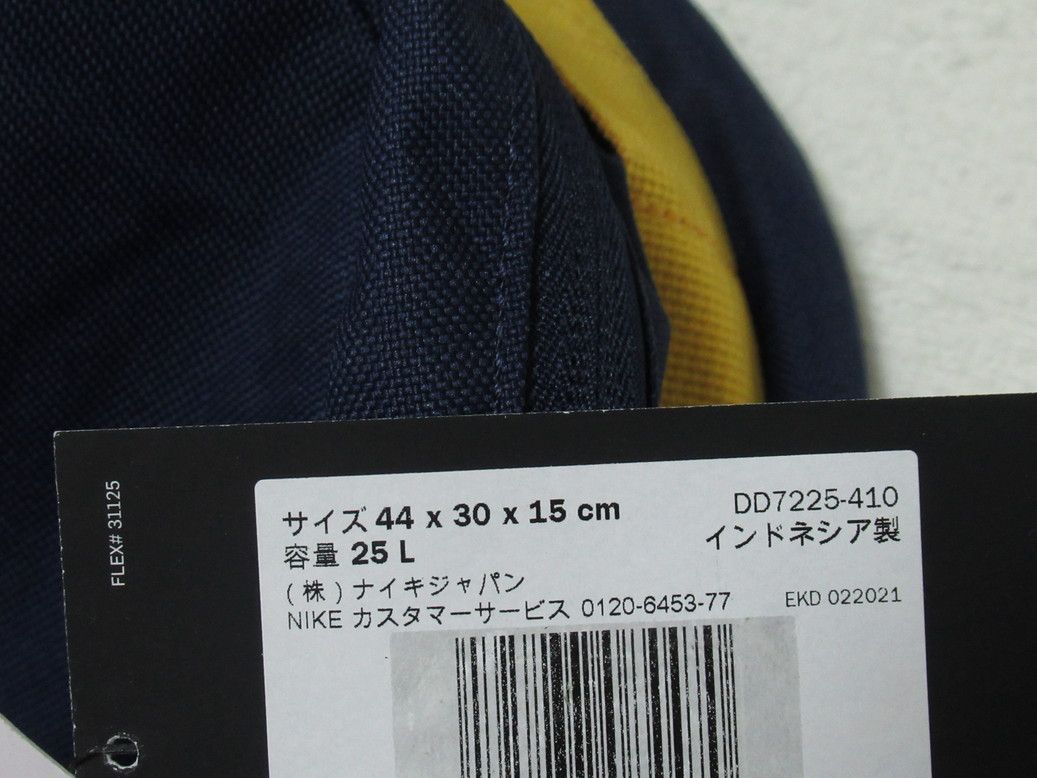 FLEX# 31125
サイズ 44 x 30 x 15 cm
DD7225-410
容量 25 L
インドネシア製
(株)ナイキジャパン
NIKE カスタマーサービス 0120-6453-77
EKD 022021